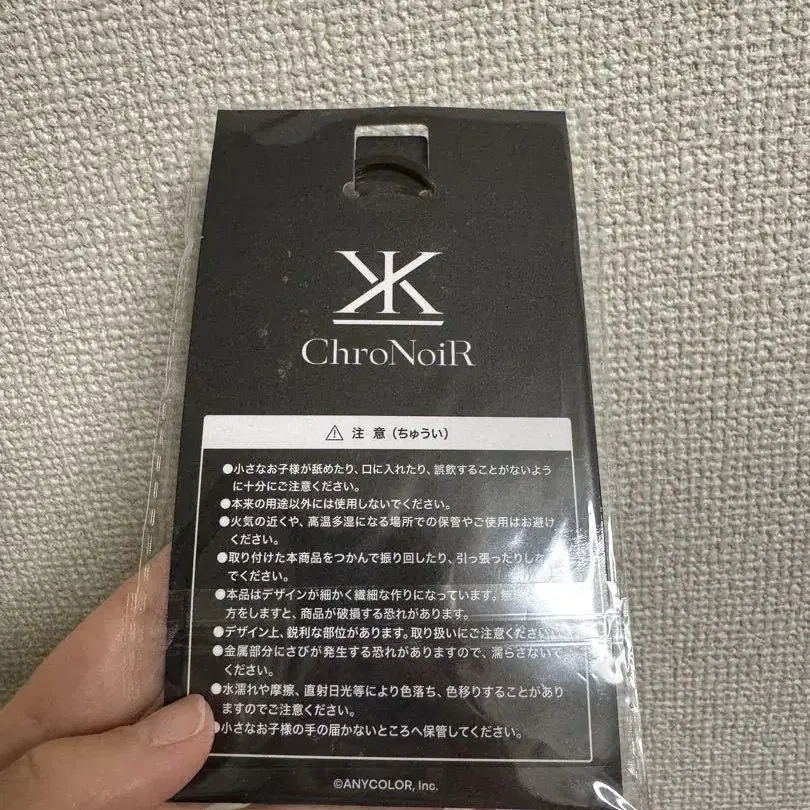 ChroNoiR
⚠ 注意(ちゅうい)
●小さなお子様が舐めたり、口に入れたり、誤飲することがないよう
に十分にご注意ください。
●本来の用途以外には使用しないでください。
●火気の近くや、高温多湿になる場所での保管やご使用はお避け
ください。
●取り付けた本商品をつかんで振り回したり、引っ張ったりしな
でください。
●本品はデザインが細かく繊細な作りになっています。無
方をしますと、商品が破損する恐れがあります。
●デザイン上、鋭利な部位があります。取り扱いにご注意ください。
●金属部分にさびが発生する恐れがありますので、濡らさないで
ください。
●水濡れや摩擦、直射日光等により色落ち、色移りすることがあり
ますのでご注意ください。
●小さなお子様の手の届かないところへ保管してください。
©ANYCOLOR, Inc.